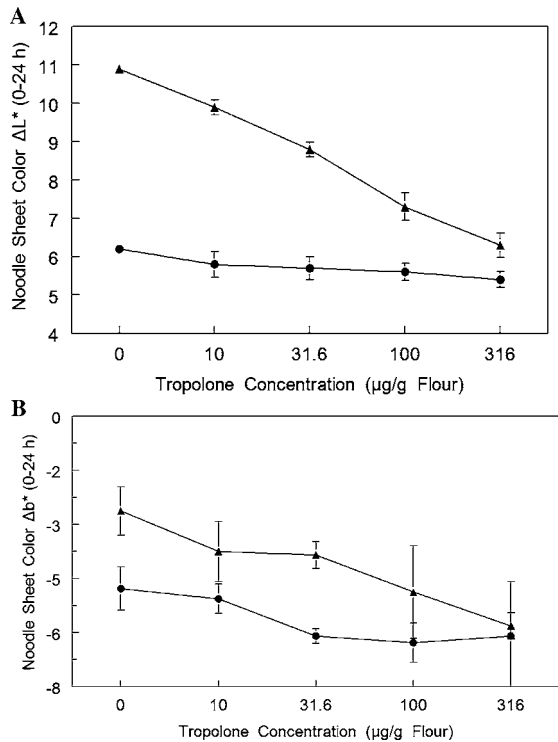 A
Noodle Sheet Color ΔL* (0-24 h)
11
10
9
8
7
6
5
4
0 10 31.6 100 316
Tropolone Concentration (μg/g Flour)
B
Noodle Sheet Color Δb* (0-24 h)
0
-2
-3
-5
-6
-8
0 10 31.6 100 316
Tropolone Concentration (μg/g Flour)